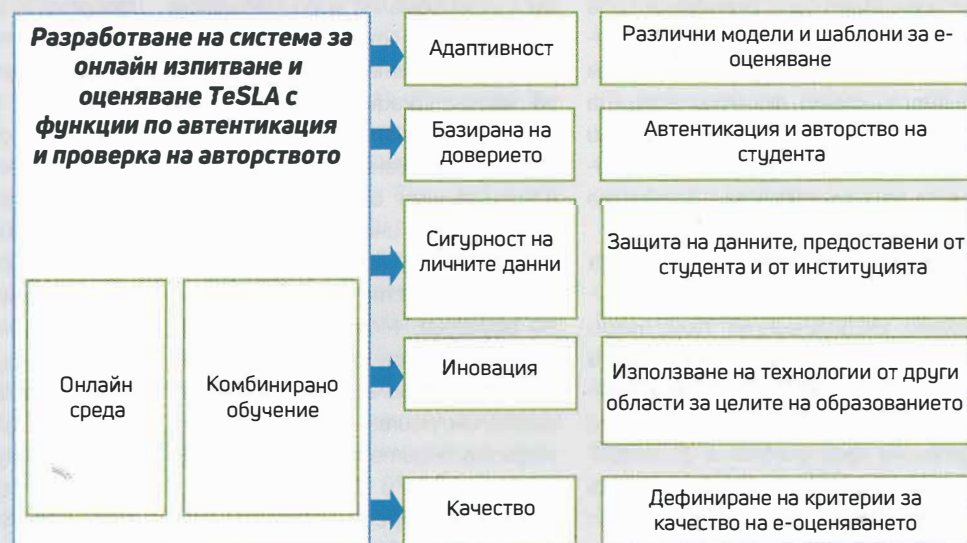 Разработване на система за
онлайн изпитване и
оценяване TeSLA с
функции по автентикация
и проверка на авторството
Онлайн
среда
Комбинирано
обучение
Адаптивност
Различни модели и шаблони за е-
оценяване
Базирана на
доверието
Автентикация и авторство на
студента
Сигурност на
личните данни
Защита на данните, предоставени от
студента и от институцията
Иновация
Използване на технологии от други
области за целите на образованието
Качество
Дефиниране на критерии за
качество на е-оценяването